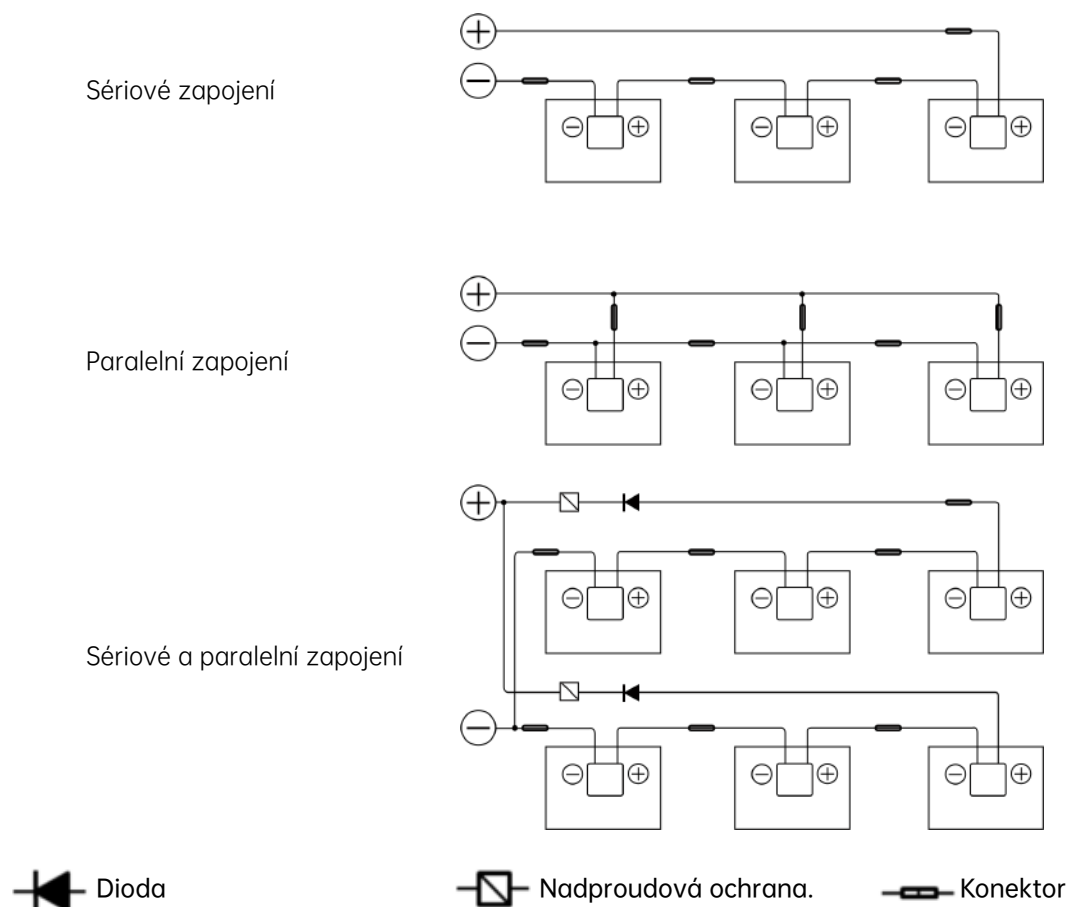 Sériové zapojení
Paralelní zapojení
Sériové a paralelní zapojení
Dioda
Nadproudová ochrana.
Konektor